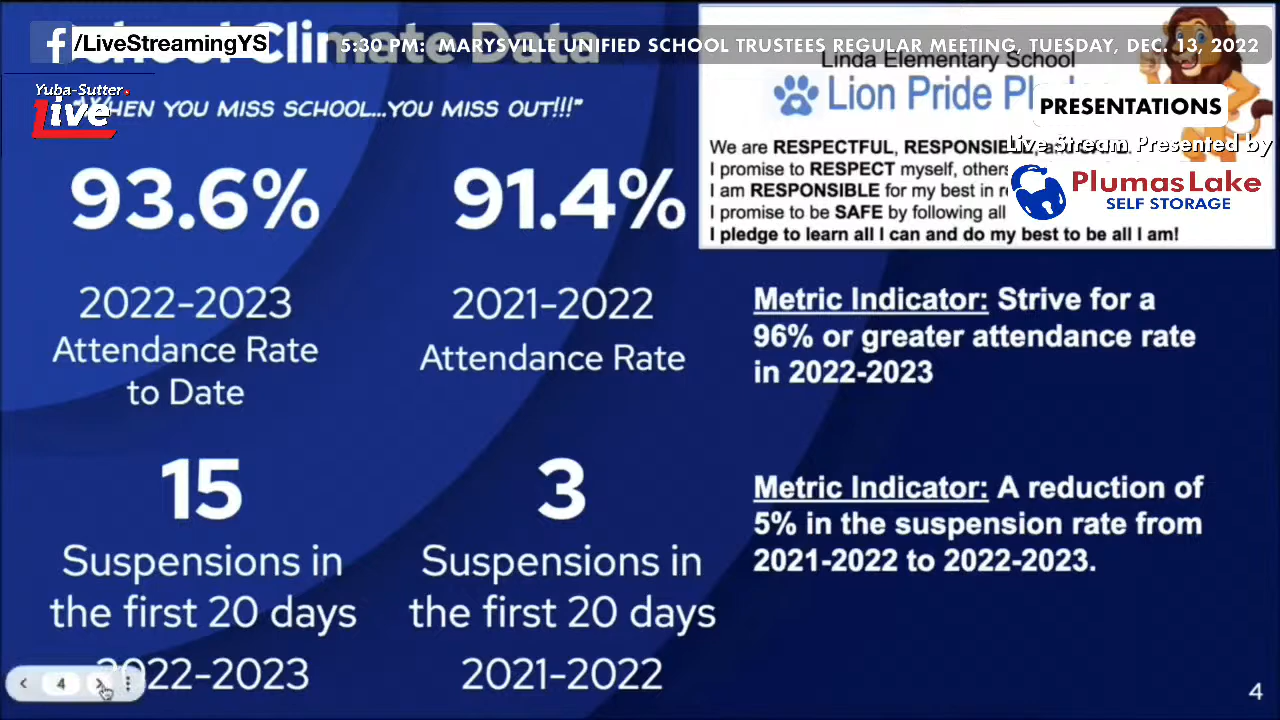 School Climate Data
f/LiveStreamingYS
5:30 PM: MARYSVILLE UNIFIED SCHOOL TRUSTEES REGULAR MEETING, TUESDAY, DEC. 13, 2022
Yuba-Sutter
Live
WHEN YOU MISS SCHOOL...YOU MISS OUT!!!"
Linda Elementary School
Lion Pride
PRESENTATIONS
Live Stream Presented by
Plumas Lake
SELF STORAGE
We are RESPECTFUL, RESPONSIBLE,
I promise to RESPECT myself, others
I am RESPONSIBLE for my best in
I promise to be SAFE by following all
I pledge to learn all I can and do my best to be all I am!
93.6%
2022-2023
Attendance Rate
to Date
91.4%
2021-2022
Attendance Rate
Metric Indicator: Strive for a
96% or greater attendance rate
in 2022-2023
15
Suspensions in
the first 20 days
2022-2023
3
Suspensions in
the first 20 days
2021-2022
Metric Indicator: A reduction of
5% in the suspension rate from
2021-2022 to 2022-2023.
4
4